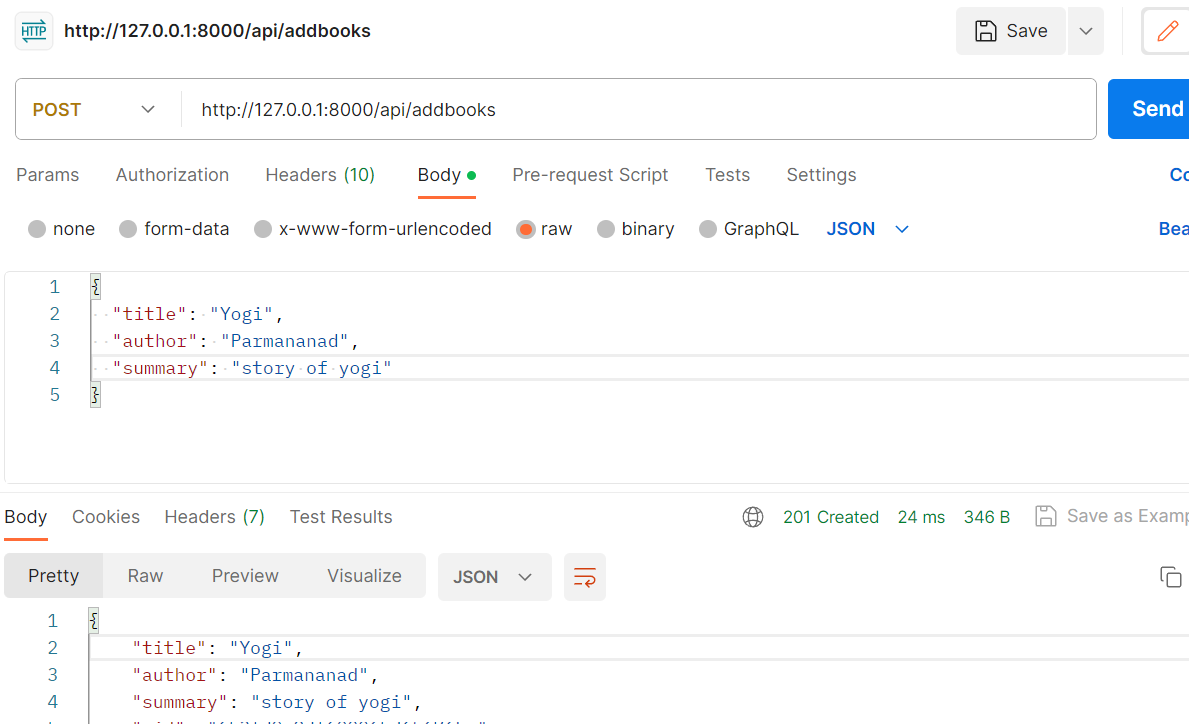 HTTP http://127.0.0.1:8000/api/addbooks Save
POST http://127.0.0.1:8000/api/addbooks Send
Params Authorization Headers (10) Body Pre-request Script Tests Settings
none form-data x-www-form-urlencoded raw binary GraphQL JSON
1 {
2 "title": "Yogi",
3 "author": "Parmananad",
4 "summary": "story of yogi"
5 }
Body Cookies Headers (7) Test Results 201 Created 24 ms 346 B Save as Examp
Pretty Raw Preview Visualize JSON
1 {
2 "title": "Yogi",
3 "author": "Parmananad",
4 "summary": "story of yogi",